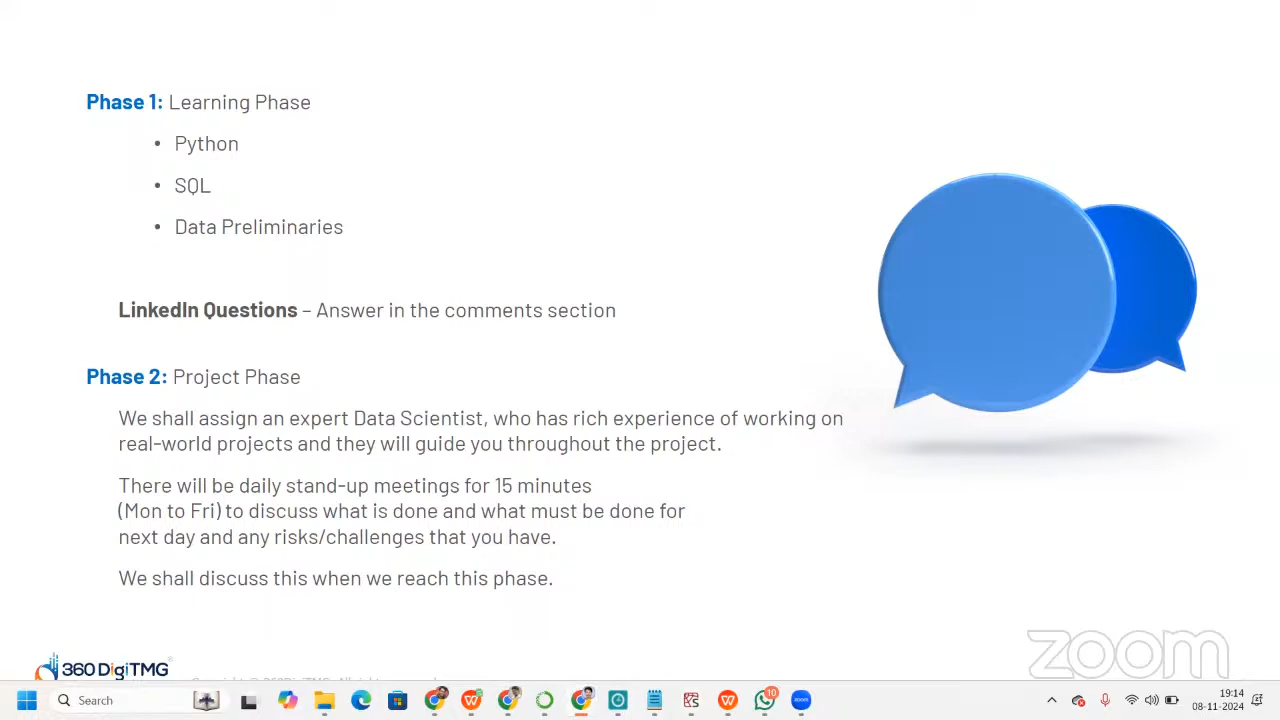 Phase 1: Learning Phase
• Python
• SQL
• Data Preliminaries
LinkedIn Questions – Answer in the comments section
Phase 2: Project Phase
We shall assign an expert Data Scientist, who has rich experience of working on
real-world projects and they will guide you throughout the project.
There will be daily stand-up meetings for 15 minutes
(Mon to Fri) to discuss what is done and what must be done for
next day and any risks/challenges that you have.
We shall discuss this when we reach this phase.
zoom
360DigiTMG
Search
10
zoom
19:14
08-11-2024